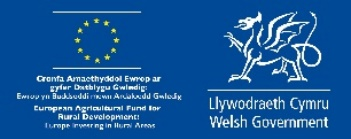 Cronfa Amaethyddol Ewrop ar
gyfer Datblygu Gwledig:
Ewrop yn Buddsoddi mewn Ardaloedd Gwledig
European Agricultural Fund for
Rural Development:
Europe Investing in Rural Areas
Llywodraeth Cymru
Welsh Government